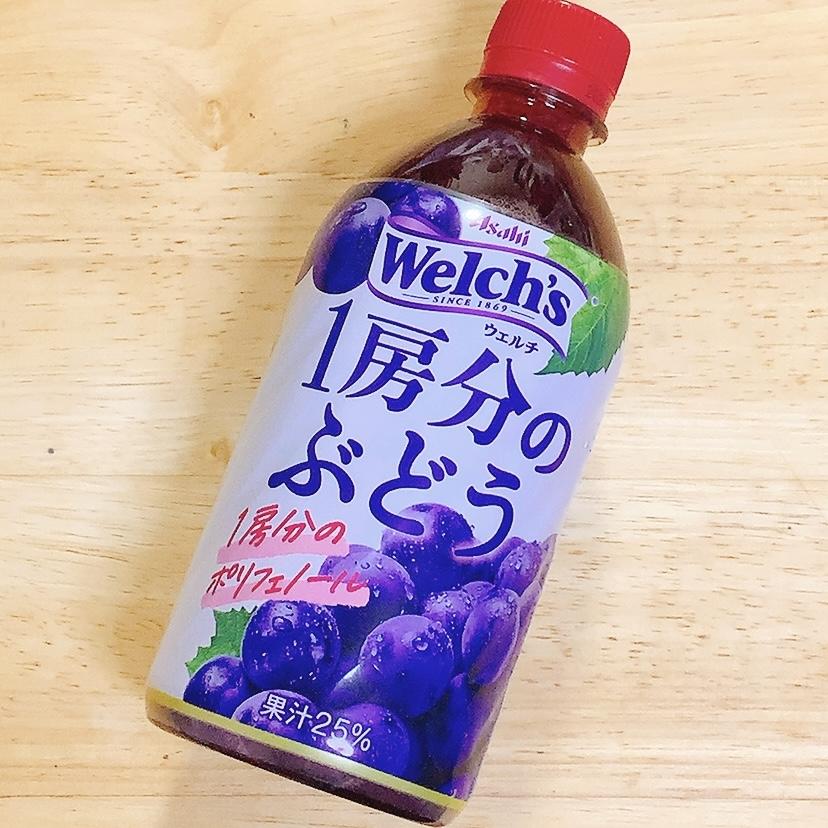 Asahi
Welch's
SINCE 1869
ウェルチ
1房分の
ぶどう
1房分の
ポリフェノール
果汁25%